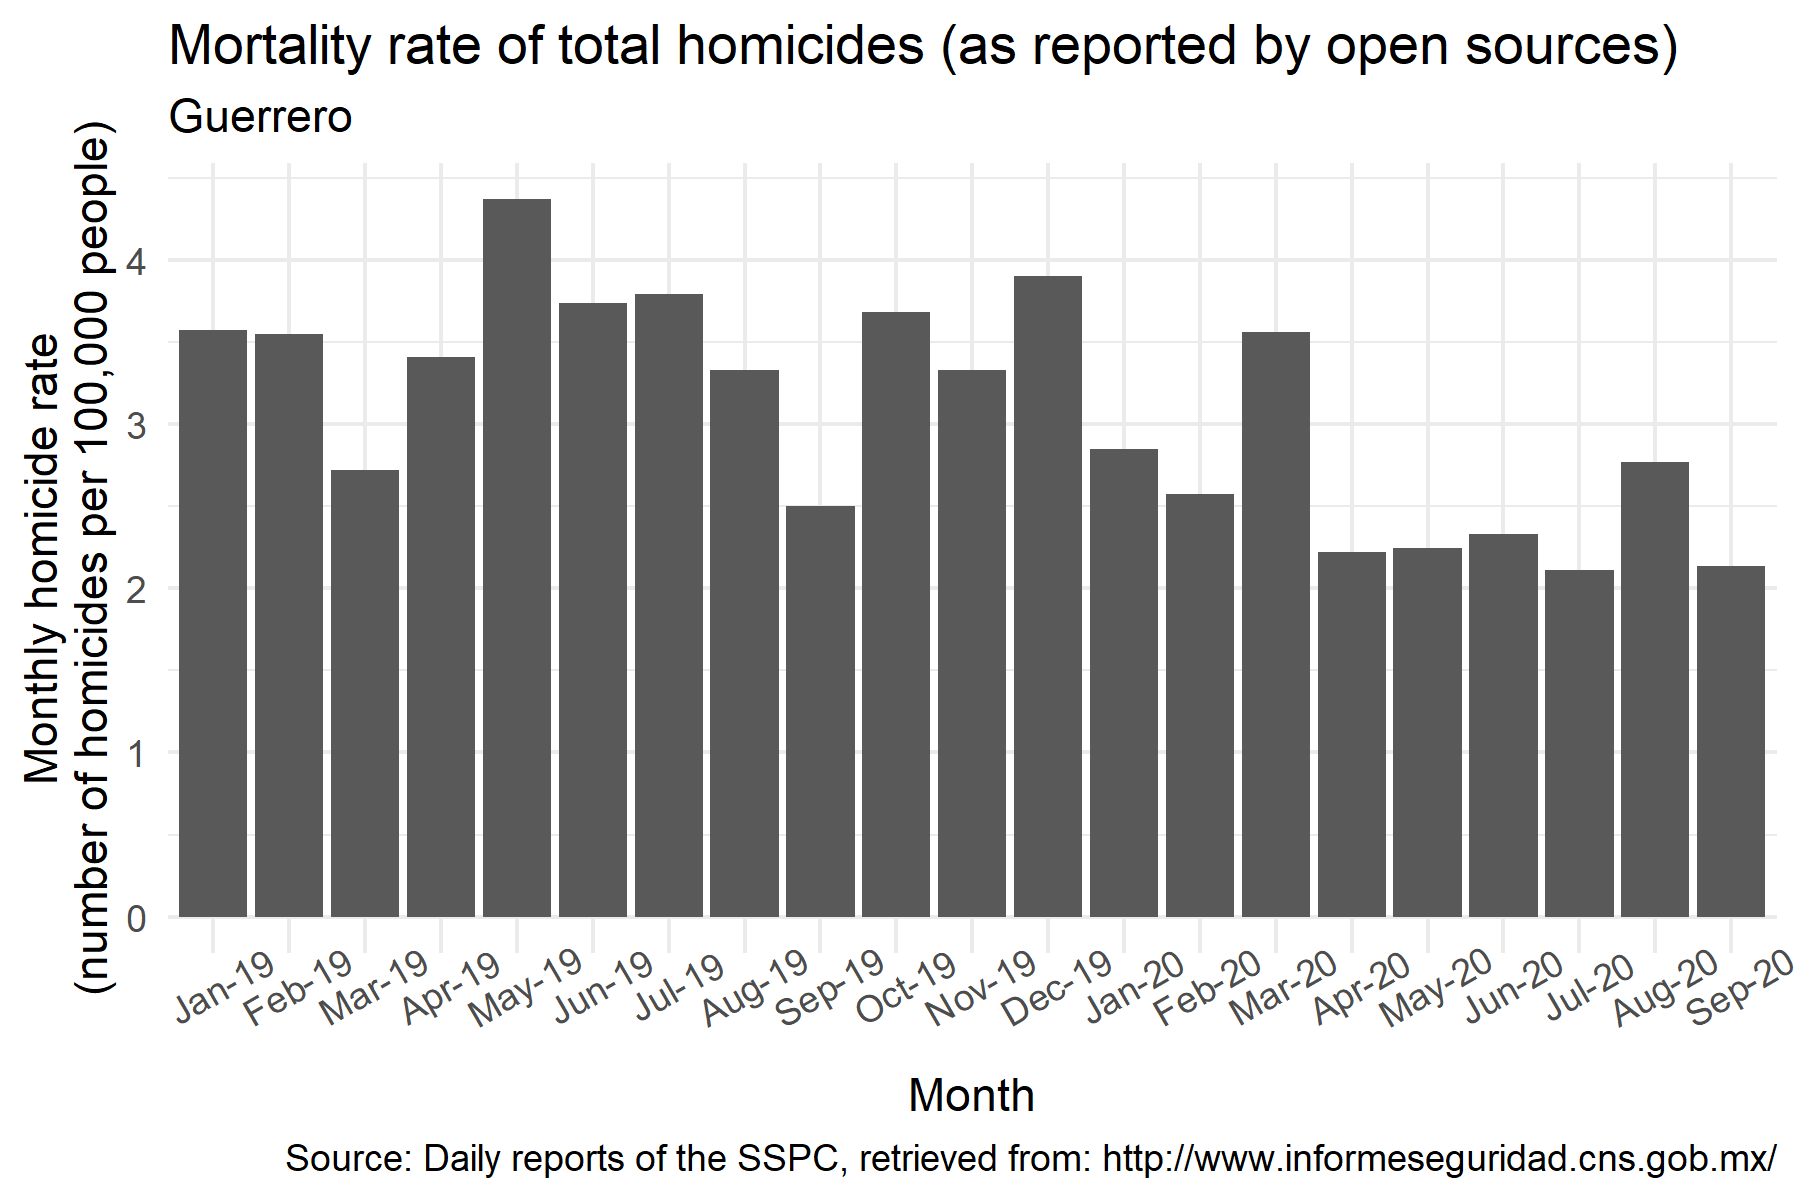 Mortality rate of total homicides (as reported by open sources)
Guerrero
Monthly homicide rate
(number of homicides per 100,000 people)
4
3
2
1
0
Jan-19
Feb-19
Mar-19
Apr-19
May-19
Jun-19
Jul-19
Aug-19
Sep-19
Oct-19
Nov-19
Dec-19
Jan-20
Feb-20
Mar-20
Apr-20
May-20
Jun-20
Jul-20
Aug-20
Sep-20
Month
Source: Daily reports of the SSPC, retrieved from: http://www.informeseguridad.cns.gob.mx/